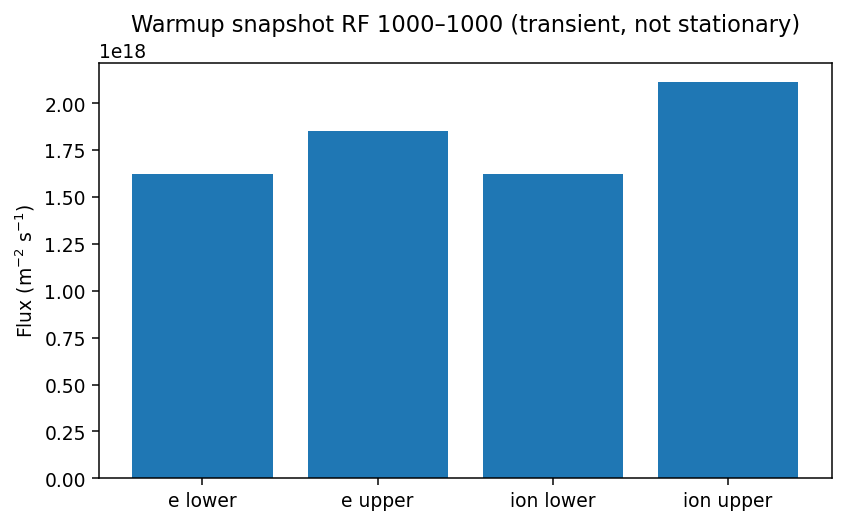 Warmup snapshot RF 1000–1000 (transient, not stationary)
1e18
2.00
1.75
1.50
1.25
1.00
0.75
0.50
0.25
0.00
Flux (m⁻² s⁻¹)
e lower
e upper
ion lower
ion upper